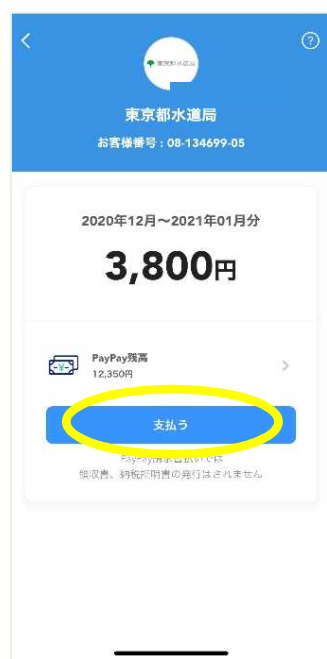 東京都水道局
お客様番号：08-134699-05
2020年12月～2021年01月分
3,800円
PayPay残高
12,350円
支払う
PayPay請求書払いでは
領収書、納税証明書の発行はされません